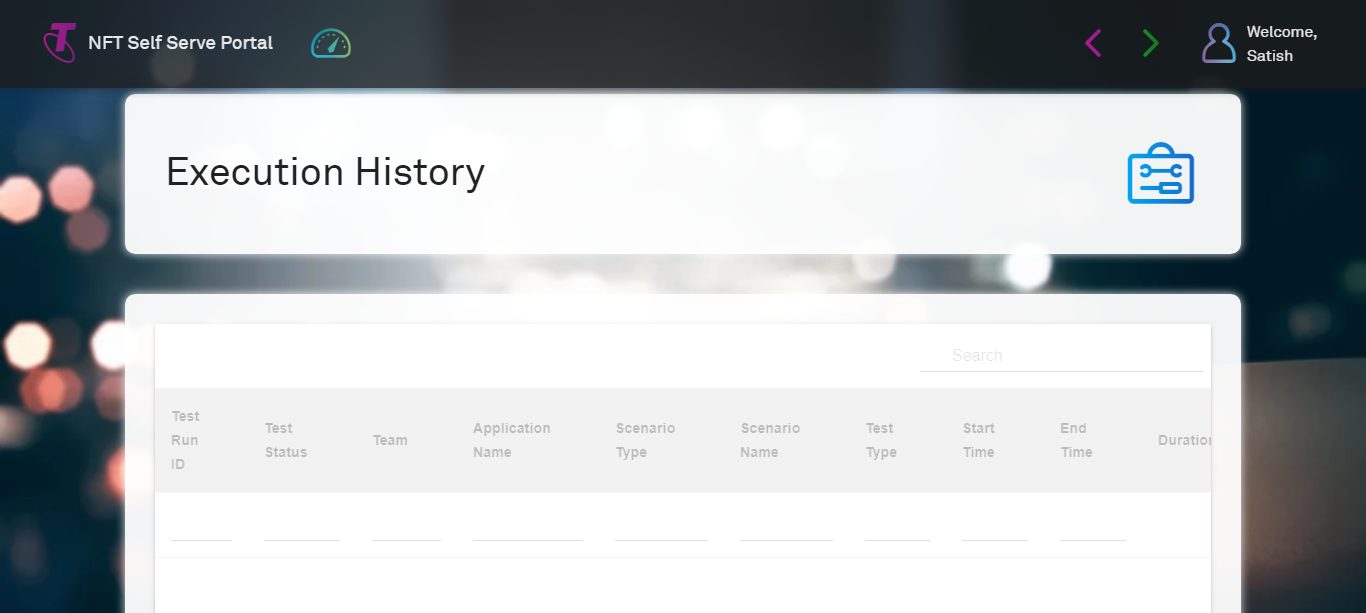 NFT Self Serve Portal
Welcome,
Satish
Execution History
Search
Test
Run
ID
Test
Status
Team
Application
Name
Scenario
Type
Scenario
Name
Test
Type
Start
Time
End
Time
Duration